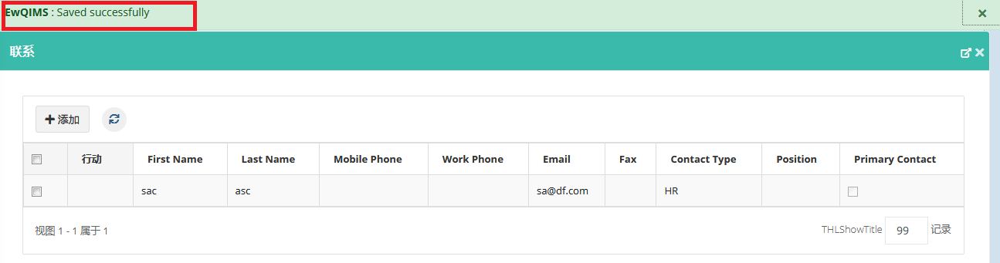 EwQIMS : Saved successfully
联系
添加
行动 First Name Last Name Mobile Phone Work Phone Email Fax Contact Type Position Primary Contact
sac asc sa@df.com HR
视图 1 - 1 属于 1 THLShowTitle 99 记录